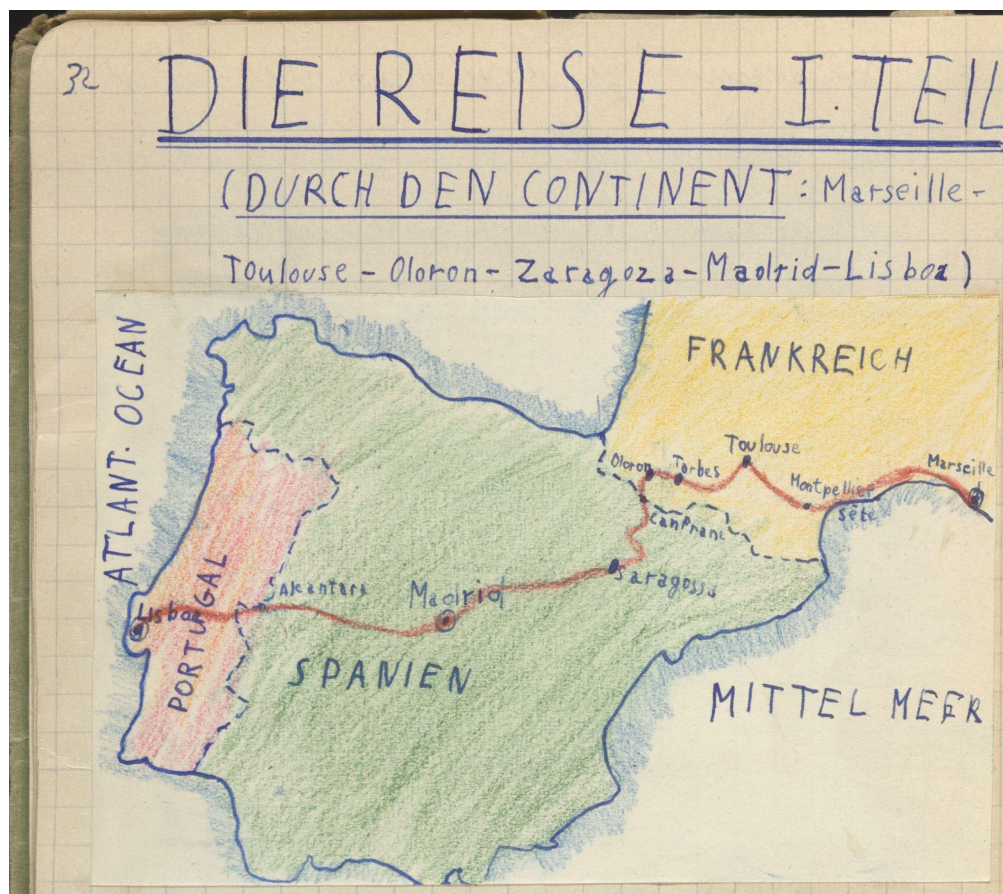 32
DIE REISE - I. TEIL
(DURCH DEN CONTINENT: Marseille-
Toulouse - Oloron - Zaragoza - Madrid - Lisboa)
ATLANT. OCEAN
FRANKREICH
Toulouse
Oloron
Tarbes
Marseille
Montpellier
Sète
Canfranc
Saragossa
Alcantara
Madrid
Lisboa
PORTUGAL
SPANIEN
MITTEL MEER